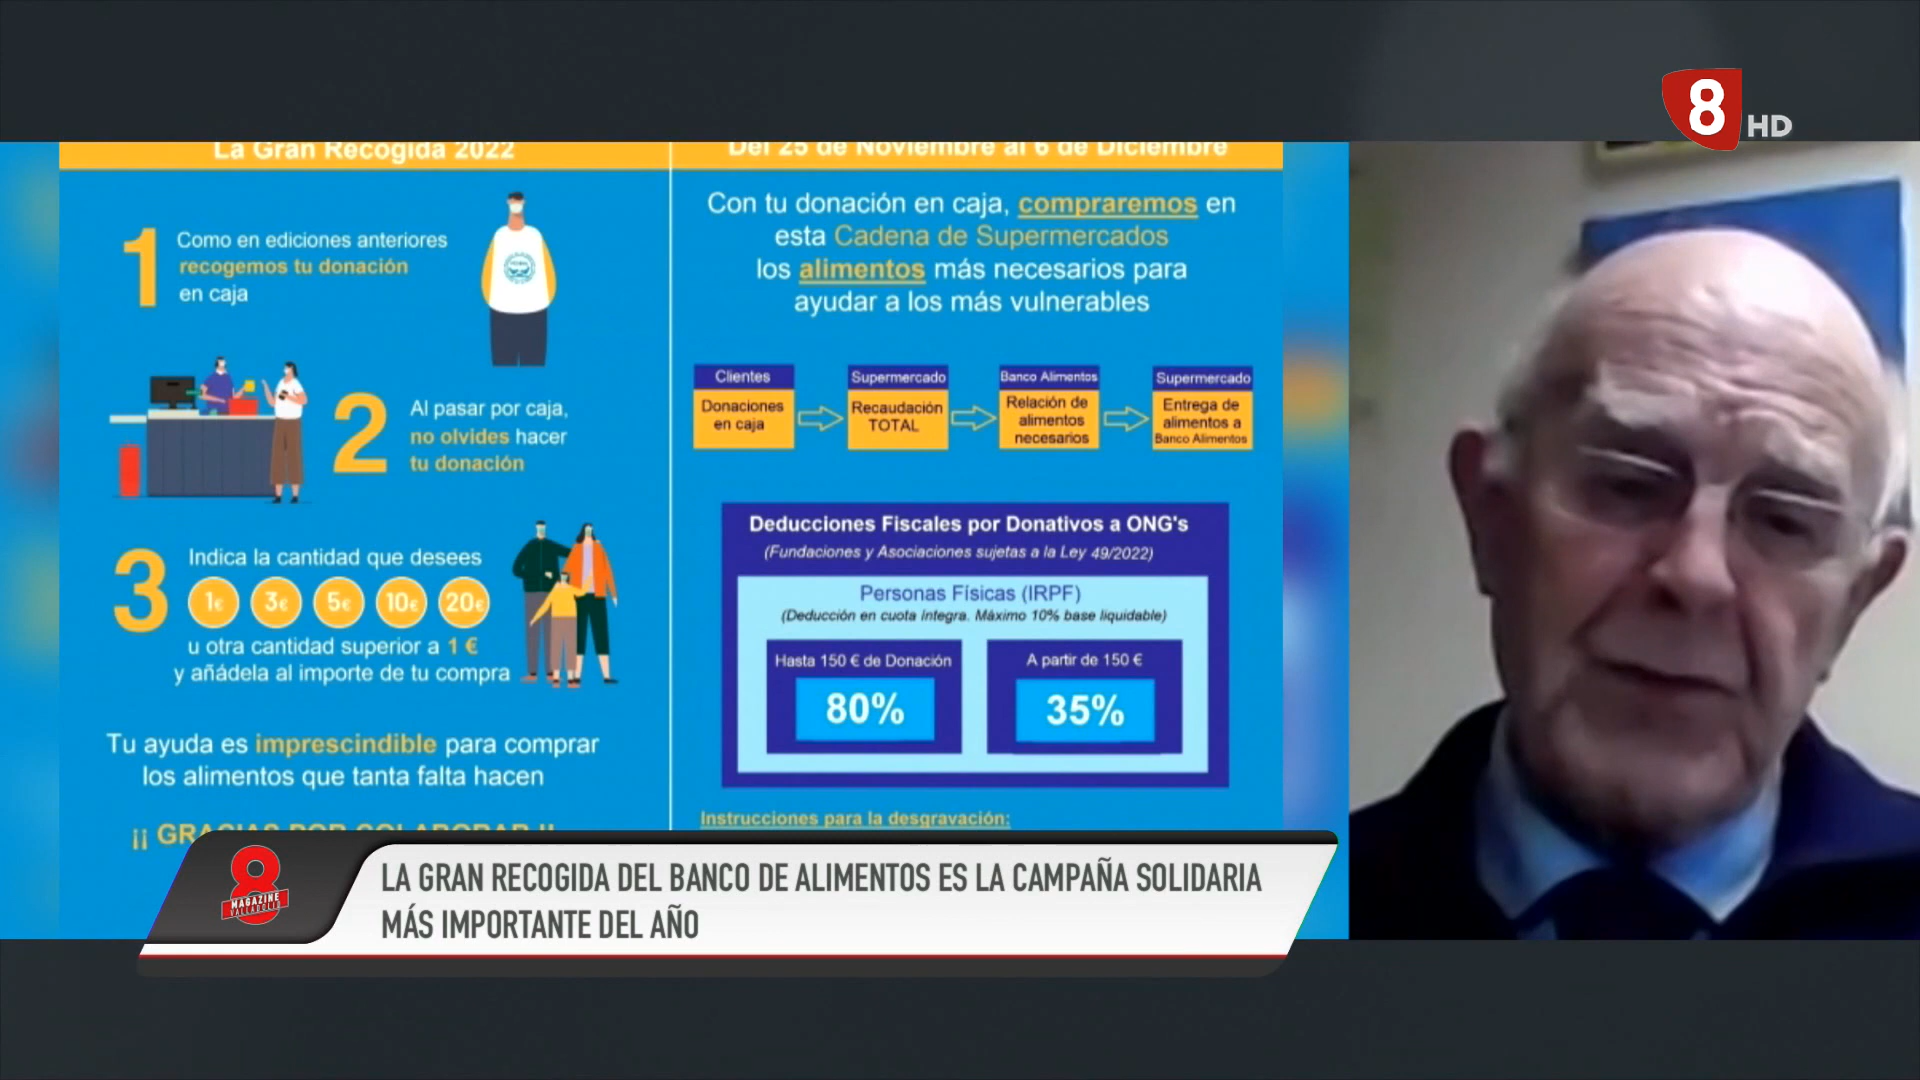 8 HD
La Gran Recogida 2022
1
Como en ediciones anteriores
recogemos tu donación
en caja
2
Al pasar por caja,
no olvides hacer
tu donación
3
Indica la cantidad que desees
1€ 3€ 5€ 10€ 20€
u otra cantidad superior a 1 €
y añádela al importe de tu compra
Tu ayuda es imprescindible para comprar
los alimentos que tanta falta hacen
¡¡ GRACIAS POR COLABORAR !!
Del 25 de Noviembre al 6 de Diciembre
Con tu donación en caja, compraremos en
esta Cadena de Supermercados
los alimentos más necesarios para
ayudar a los más vulnerables
Clientes
Donaciones
en caja
Supermercado
Recaudación
TOTAL
Banco Alimentos
Relación de
alimentos
necesarios
Supermercado
Entrega de
alimentos a
Banco Alimentos
Deducciones Fiscales por Donativos a ONG's
(Fundaciones y Asociaciones sujetas a la Ley 49/2022)
Personas Físicas (IRPF)
(Deducción en cuota íntegra. Máximo 10% base liquidable)
Hasta 150 € de Donación
80%
A partir de 150 €
35%
Instrucciones para la desgravación:
8
MAGAZINE
VALLADOLID
LA GRAN RECOGIDA DEL BANCO DE ALIMENTOS ES LA CAMPAÑA SOLIDARIA
MÁS IMPORTANTE DEL AÑO